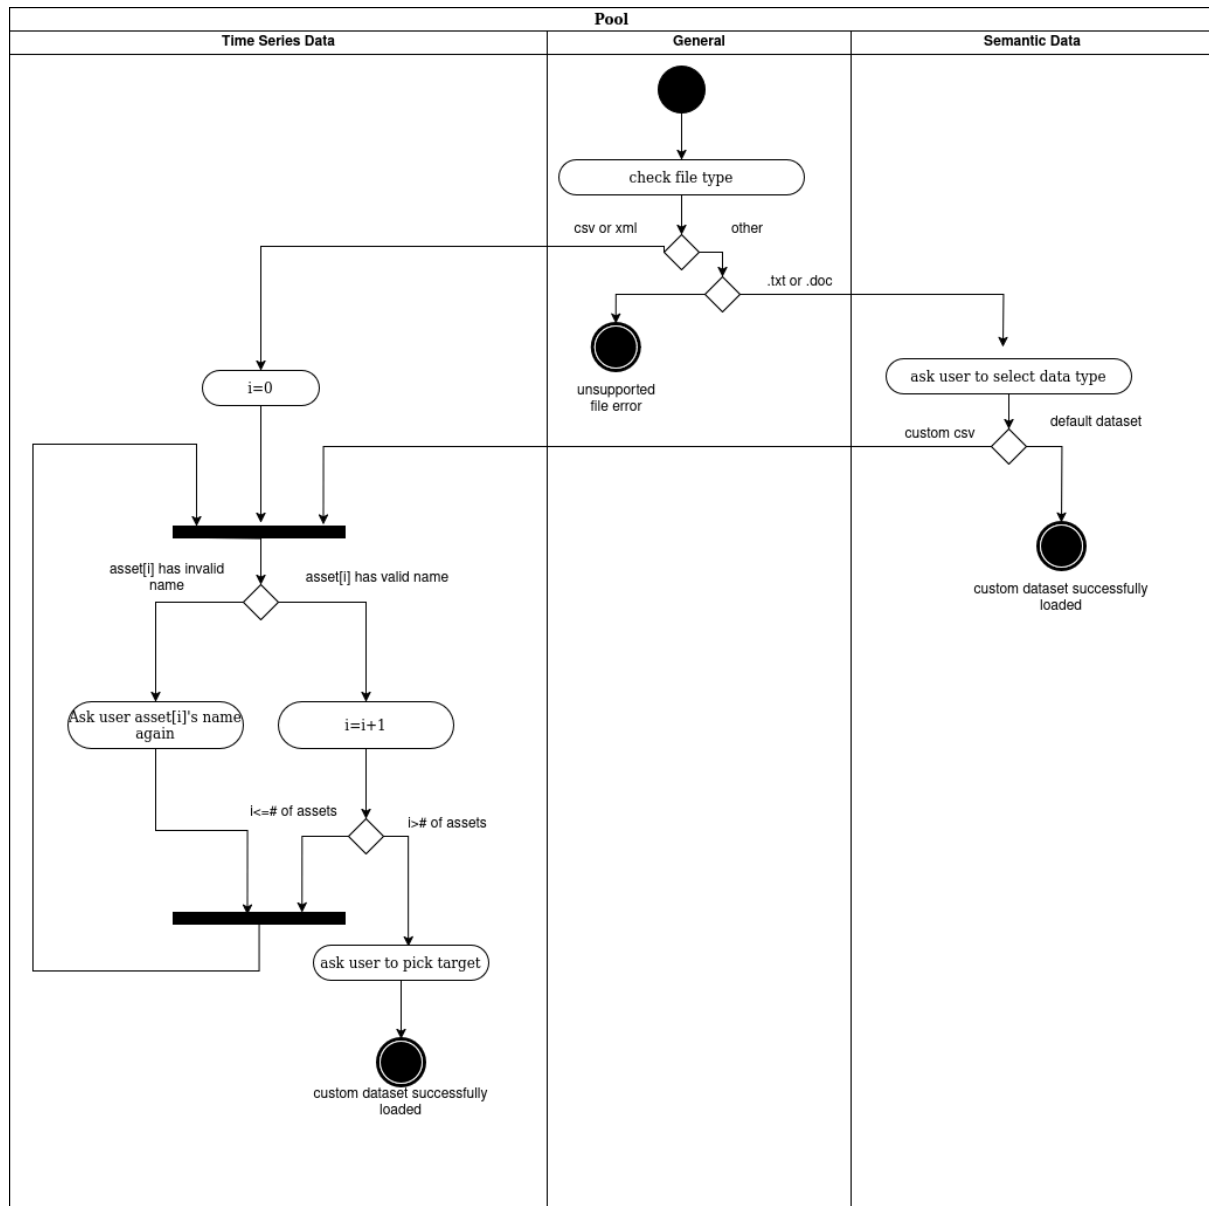 Pool
Time Series Data
General
Semantic Data
check file type
csv or xml
other
.txt or .doc
unsupported
file error
i=0
ask user to select data type
custom csv
default dataset
custom dataset successfully
loaded
asset[i] has invalid
name
asset[i] has valid name
Ask user asset[i]'s name
again
i=i+1
i<=# of assets
i># of assets
ask user to pick target
custom dataset successfully
loaded